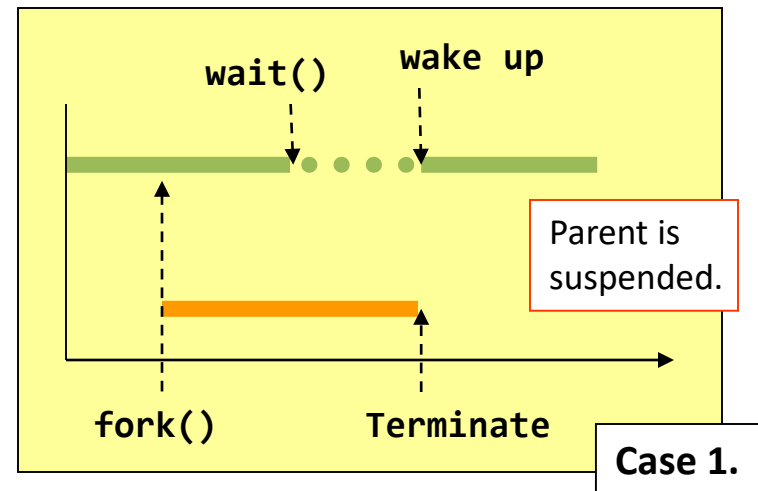 wait()
wake up
Parent is
suspended.
fork()
Terminate
Case 1.